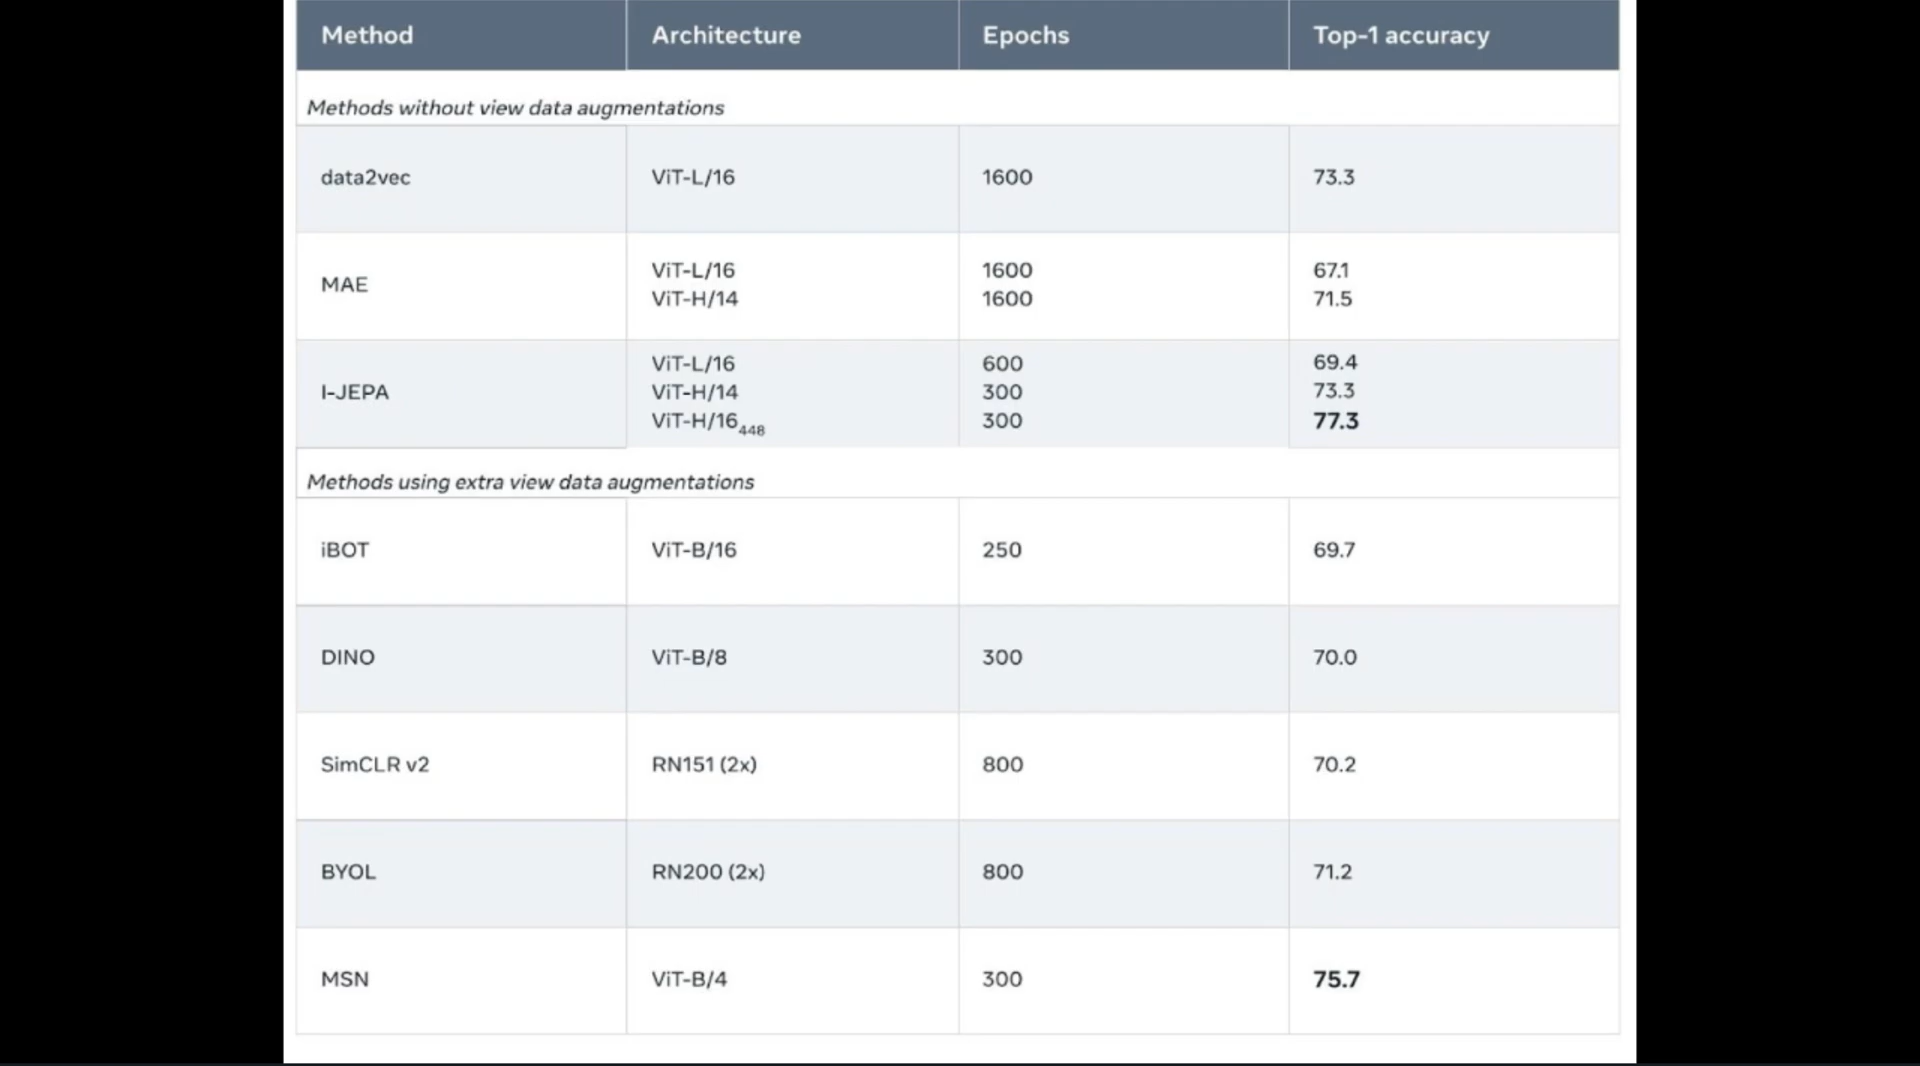 Method Architecture Epochs Top-1 accuracy
Methods without view data augmentations
data2vec ViT-L/16 1600 73.3
MAE
ViT-L/16 1600 67.1
ViT-H/14 1600 71.5
I-JEPA
ViT-L/16 600 69.4
ViT-H/14 300 73.3
ViT-H/16448 300 77.3
Methods using extra view data augmentations
iBOT ViT-B/16 250 69.7
DINO ViT-B/8 300 70.0
SimCLR v2 RN151 (2x) 800 70.2
BYOL RN200 (2x) 800 71.2
MSN ViT-B/4 300 75.7